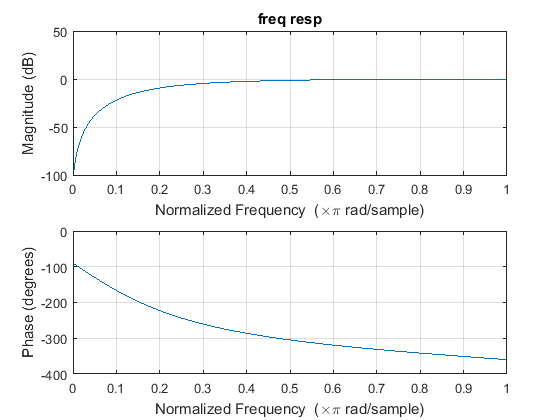 freq resp
Magnitude (dB)
50
0
-50
-100
0 0.1 0.2 0.3 0.4 0.5 0.6 0.7 0.8 0.9 1
Normalized Frequency (×π rad/sample)
Phase (degrees)
0
-100
-200
-300
-400
0 0.1 0.2 0.3 0.4 0.5 0.6 0.7 0.8 0.9 1
Normalized Frequency (×π rad/sample)